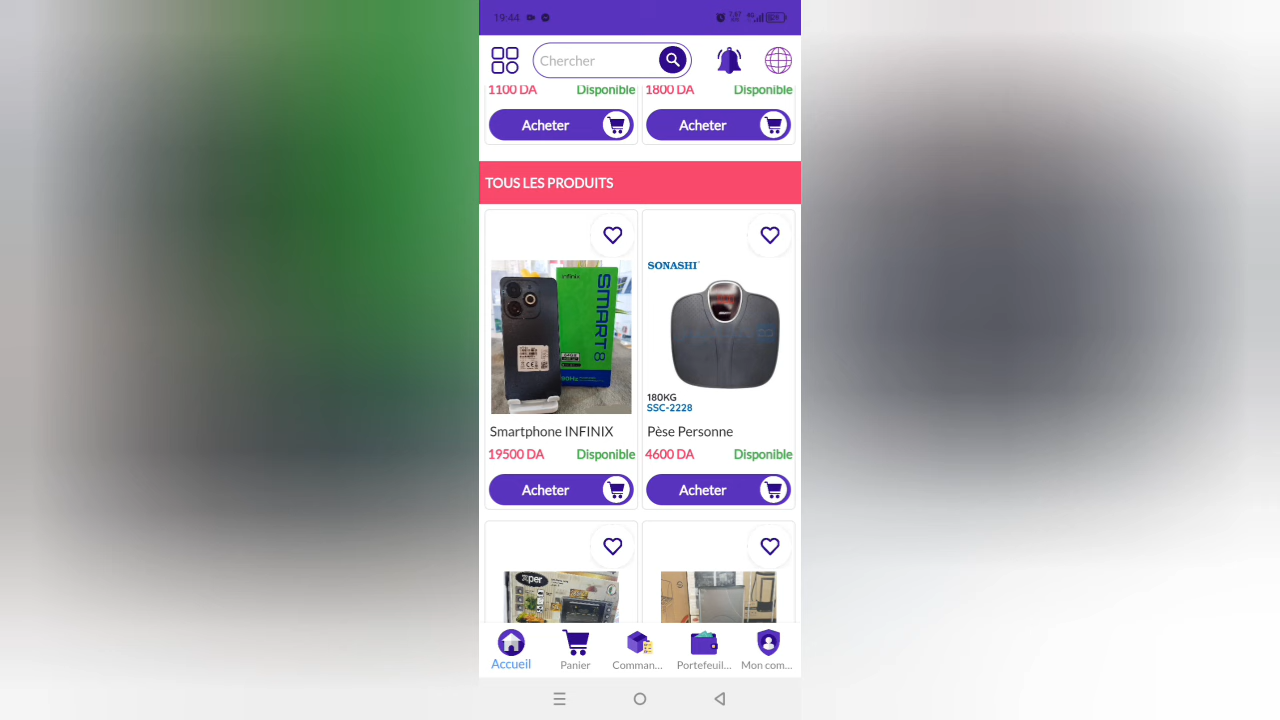 19:44
Chercher
1100 DA Disponible 1800 DA Disponible
Acheter Acheter
TOUS LES PRODUITS
infinix
SMART 8
90Hz
SONASHI
180KG
SSC-2228
Smartphone INFINIX Pèse Personne
19500 DA Disponible 4600 DA Disponible
Acheter Acheter
Xper
Accueil Panier Comman... Portefeuil... Mon com...